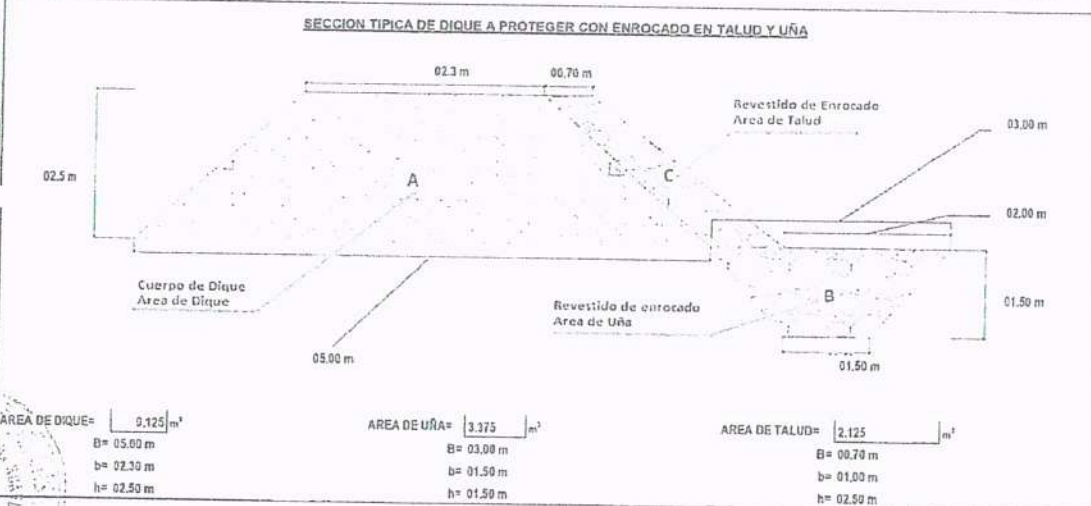 SECCION TIPICA DE DIQUE A PROTEGER CON ENROCADO EN TALUD Y UÑA
02.3 m
00,70 m
Revestido de Enrocado
Area de Talud
03,00 m
02.5 m
A
C
02,00 m
Cuerpo de Dique
Area de Dique
Revestido de enrocado
Area de Uña
B
01,50 m
05,00 m
01,50 m
AREA DE DIQUE= 9,125 m²
B= 05.00 m
b= 02,30 m
h= 02,50 m
AREA DE UÑA= 3.375 m²
B= 03,00 m
b= 01.50 m
h= 01.50 m
AREA DE TALUD= 2.125 m²
B= 00,70 m
b= 01,00 m
h= 02,50 m